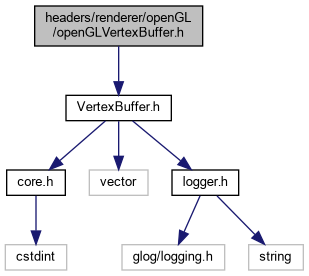 headers/renderer/openGL
/openGLVertexBuffer.h
VertexBuffer.h
core.h
vector
logger.h
cstdint
glog/logging.h
string